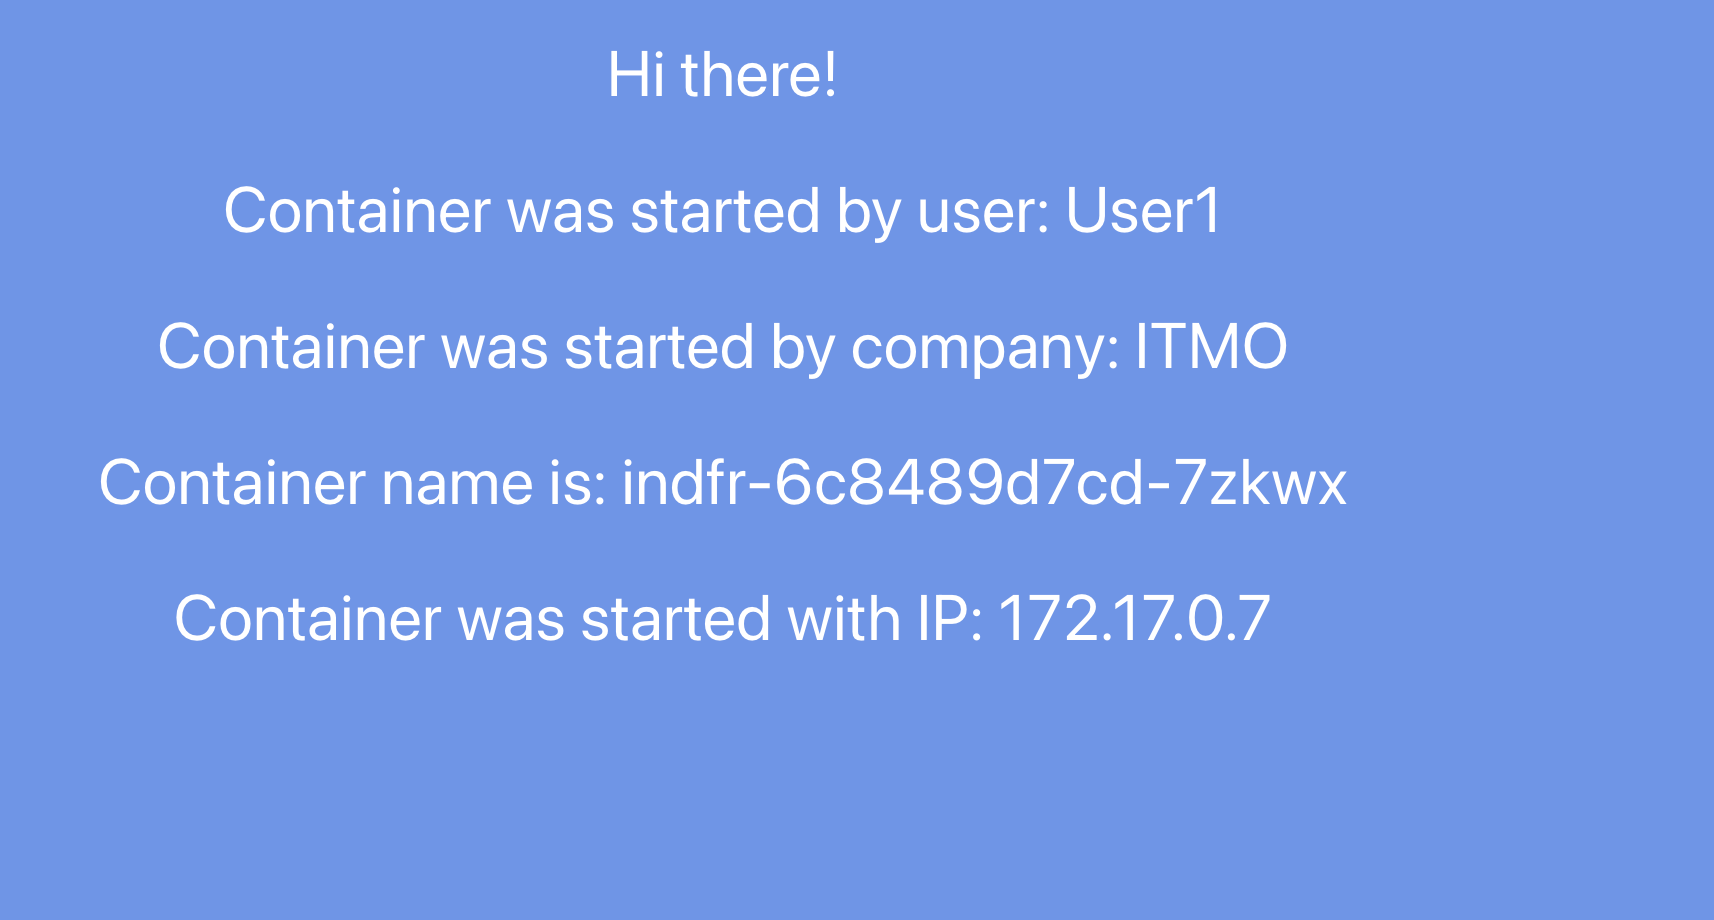 Hi there!
Container was started by user: User1
Container was started by company: ITMO
Container name is: indfr-6c8489d7cd-7zkwx
Container was started with IP: 172.17.0.7